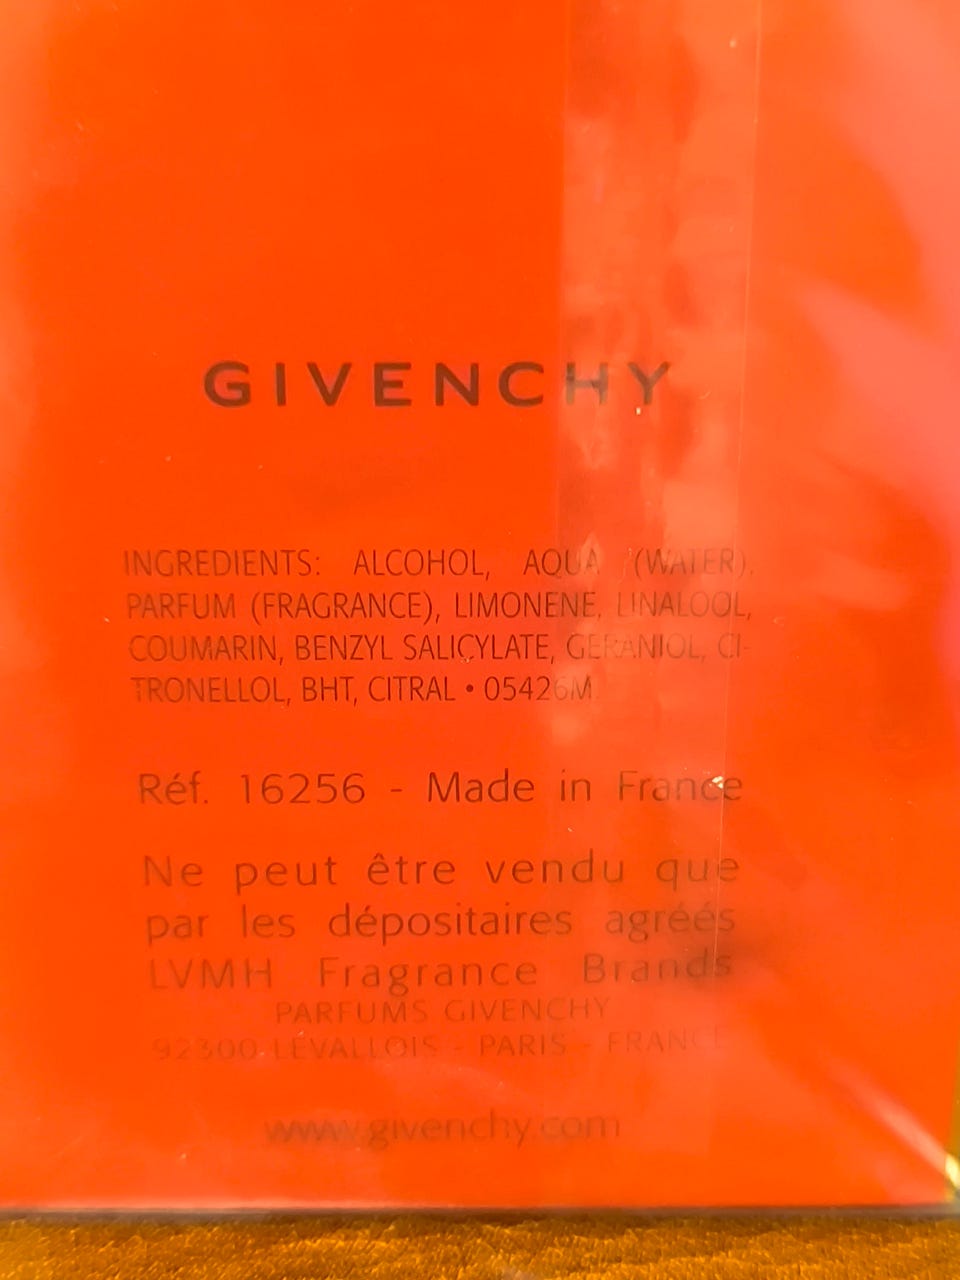 GIVENCHY
INGREDIENTS: ALCOHOL, AQUA (WATER),
PARFUM (FRAGRANCE), LIMONENE, LINALOOL,
COUMARIN, BENZYL SALICYLATE, GERANIOL, CI-
TRONELLOL, BHT, CITRAL • 05426M
Réf. 16256 - Made in France
Ne peut être vendu que
par les dépositaires agréés
LVMH Fragrance Brands
PARFUMS GIVENCHY
92300 LEVALLOIS - PARIS - FRANCE
www.givenchy.com